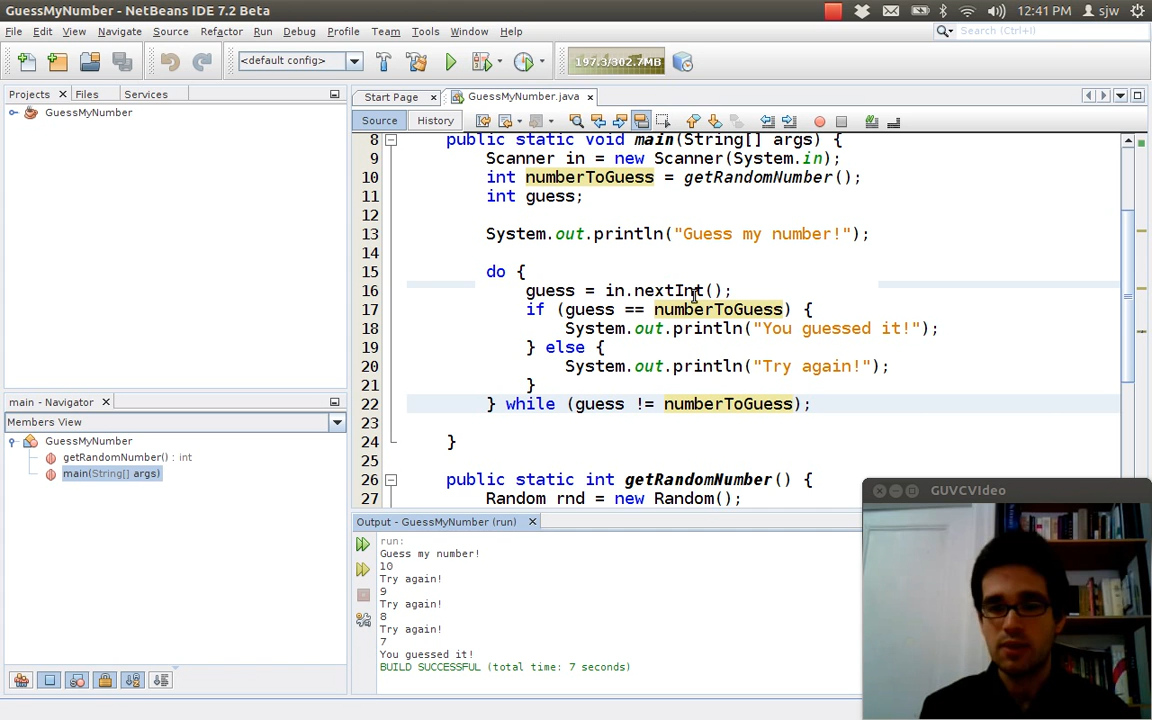 GuessMyNumber - NetBeans IDE 7.2 Beta
12:41 PM sjw
File Edit View Navigate Source Refactor Run Debug Profile Team Tools Window Help
Search (Ctrl+I)
<default config>
197.3/302.7MB
Projects Files Services
GuessMyNumber
Start Page GuessMyNumber.java
Source History
8 public static void main(String[] args) {
9 Scanner in = new Scanner(System.in);
10 int numberToGuess = getRandomNumber();
11 int guess;
12
13 System.out.println("Guess my number!");
14
15 do {
16 guess = in.nextInt();
17 if (guess == numberToGuess) {
18 System.out.println("You guessed it!");
19 } else {
20 System.out.println("Try again!");
21 }
22 } while (guess != numberToGuess);
23
24 }
25
26 public static int getRandomNumber() {
27 Random rnd = new Random();
main - Navigator
Members View
GuessMyNumber
getRandomNumber() : int
main(String[] args)
Output - GuessMyNumber (run)
run:
Guess my number!
10
Try again!
9
Try again!
8
Try again!
7
You guessed it!
BUILD SUCCESSFUL (total time: 7 seconds)
GUVCVideo